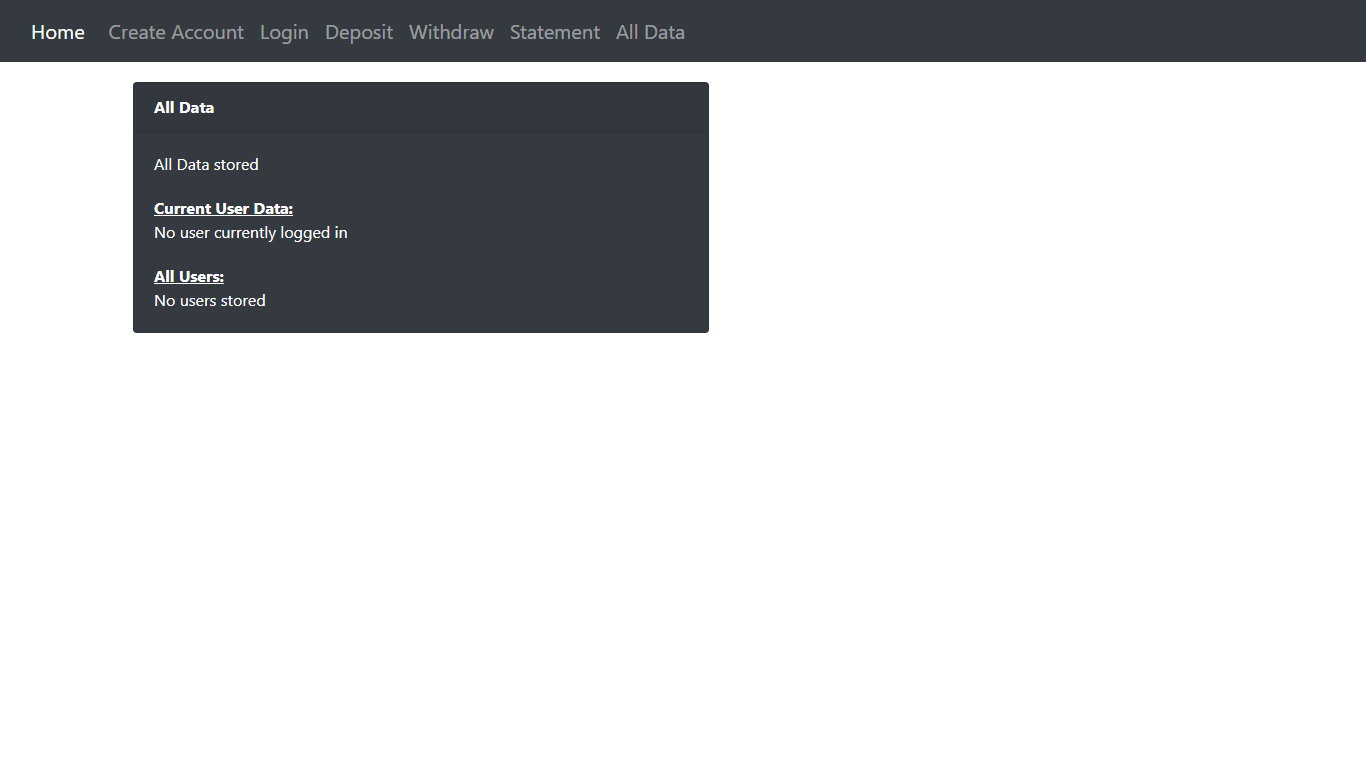 Home Create Account Login Deposit Withdraw Statement All Data
All Data
All Data stored
Current User Data:
No user currently logged in
All Users:
No users stored